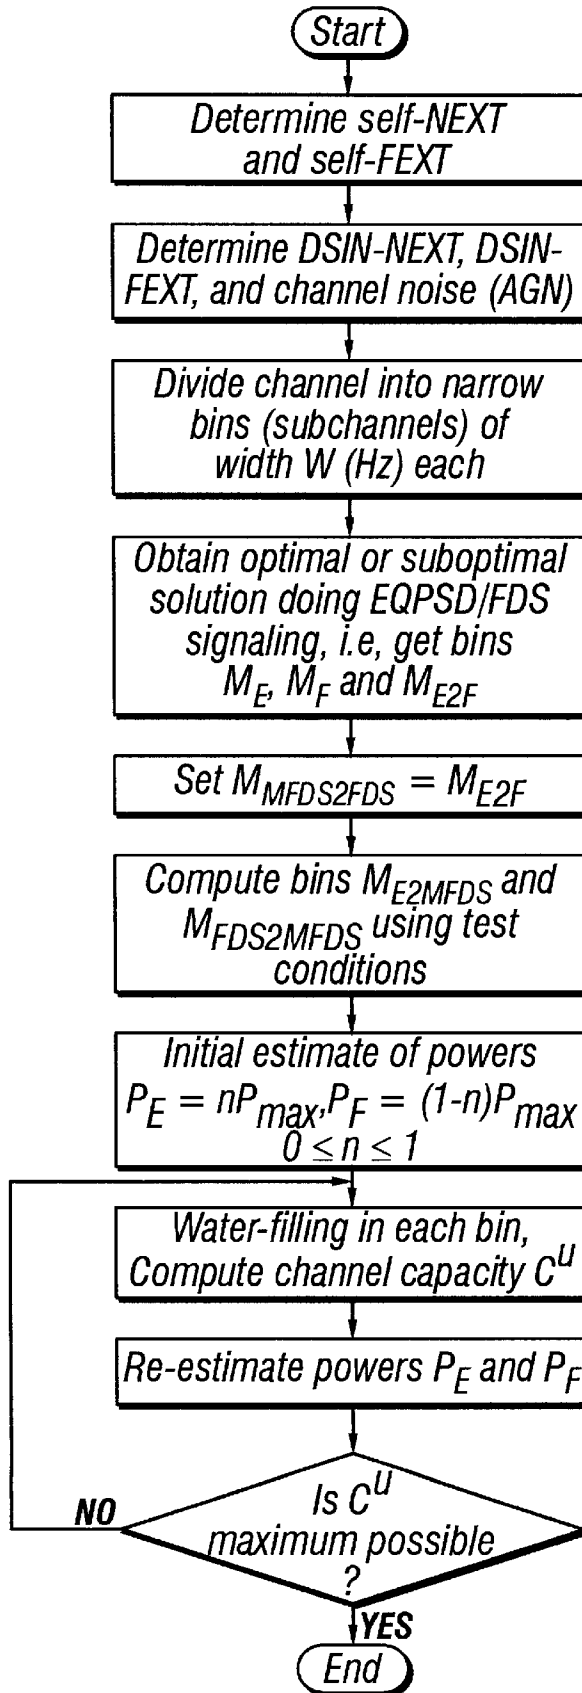 Start
Determine self-NEXT
and self-FEXT
Determine DSIN-NEXT, DSIN-
FEXT, and channel noise (AGN)
Divide channel into narrow
bins (subchannels) of
width W (Hz) each
Obtain optimal or suboptimal
solution doing EQPSD/FDS
signaling, i.e, get bins
M_E, M_F and M_E2F
Set M_MFDS2FDS = M_E2F
Compute bins M_E2MFDS and
M_FDS2MFDS using test
conditions
Initial estimate of powers
P_E = nP_max, P_F = (1-n)P_max
0 ≤ n ≤ 1
Water-filling in each bin,
Compute channel capacity C^u
Re-estimate powers P_E and P_F
Is C^u
maximum possible
?
NO
YES
End